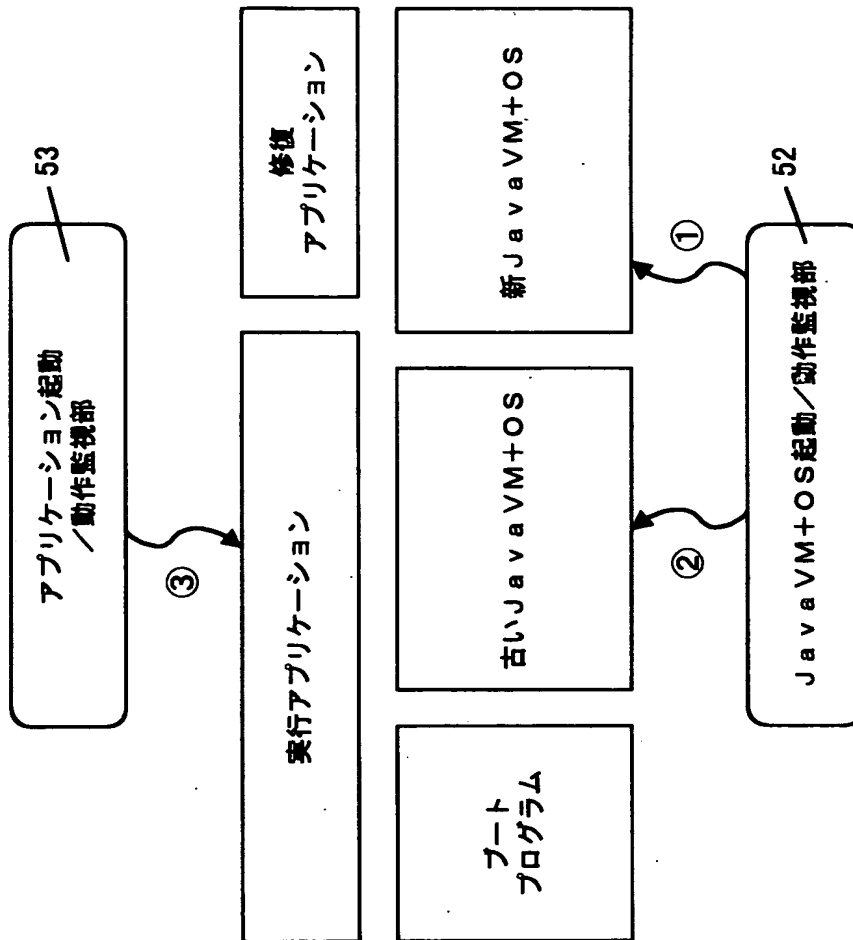 53
アプリケーション起動
／動作監視部
③
実行アプリケーション
修復
アプリケーション
ブート
プログラム
古いＪａｖａＶＭ＋ＯＳ
新ＪａｖａＶＭ＋ＯＳ
②
①
52
ＪａｖａＶＭ＋ＯＳ起動／動作監視部